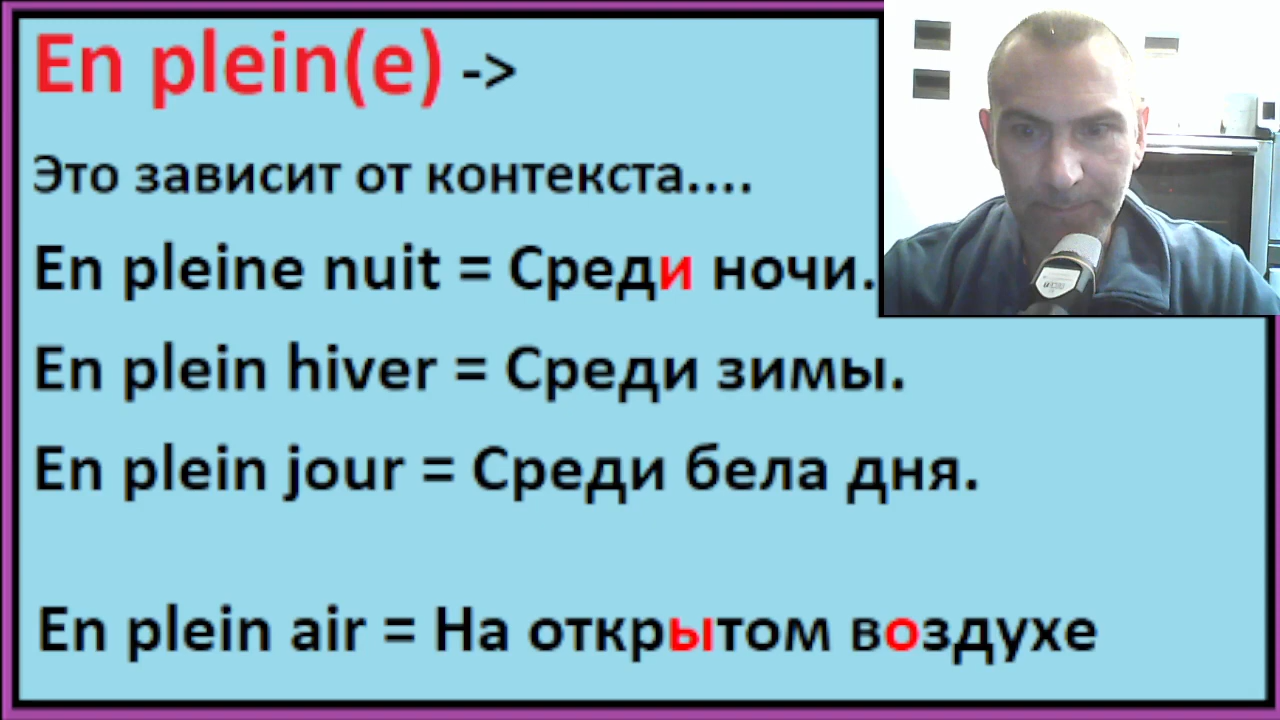 En plein(e) ->
Это зависит от контекста....
En pleine nuit = Среди ночи.
En plein hiver = Среди зимы.
En plein jour = Среди бела дня.
En plein air = На открытом воздухе